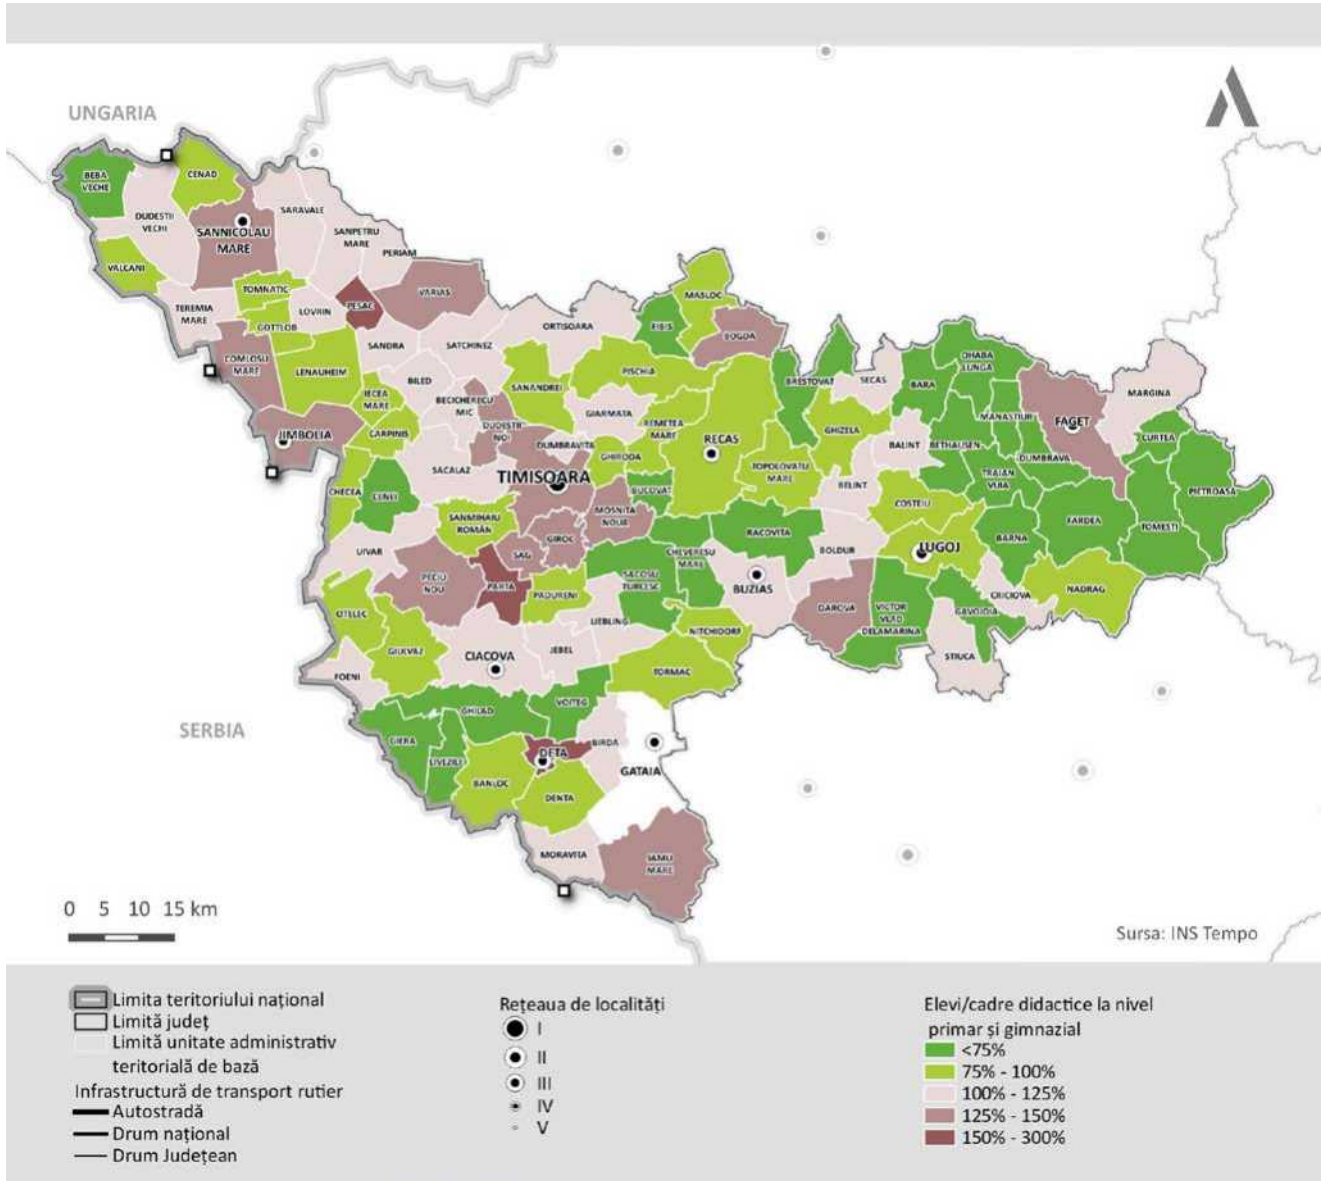 UNGARIA
BEBA
VECHE
CENAD
DUDESTII
VECHI
SARAVALE
SANNICOLAU
MARE
SANPETRU
MARE
PERIAM
VALCANI
TOMNATIC
VARIAS
PESAC
TEREMIA
MARE
LOVRIN
GOTTLOB
ORTISOARA
FIBIS
MASLOC
BOGDA
SANDRA
SATCHINEZ
COMLOSU
MARE
LENAUHEIM
BILED
SANANDREI
PISCHIA
BRESTOVAT
SECAS
BARA
OHABA
LUNGA
MARGINA
IECEA
MARE
BECICHERECU
MIC
GIARMATA
REMETEA
MARE
RECAS
GHIZELA
MANASTIUR
FAGET
CURTEA
JIMBOLIA
CARPINIS
DUDESTII
NOI
DUMBRAVITA
GHIRODA
BALINT
BETHAUSEN
DUMBRAVA
SACALAZ
TIMISOARA
TOPOLOVATU
MARE
BELINT
TRAIAN
VUIA
PIETROASA
CHECEA
CENEI
BUCOVAT
MOSNITA
NOUA
COSTEIU
FARDEA
TOMESTI
SANMIHAIU
ROMÂN
GIROC
RACOVITA
LUGOJ
BARNA
UIVAR
SAG
CHEVERESU
MARE
BOLDUR
PECIU
NOU
PARTA
PADURENI
SACOSU
TURCESC
BUZIAS
CRICIOVA
NADRAG
OTELEC
LIEBLING
NITCHIDORF
DAROVA
VICTOR
VLAD
DELAMARINA
GAVOJDIA
GIULVAZ
CIACOVA
JEBEL
STIUCA
FOENI
TORMAC
SERBIA
GHILAD
VOITEG
GIERA
LIVEZILE
DETA
BIRDA
GATAIA
BANLOC
DENTA
MORAVITA
JAMU
MARE
0 5 10 15 km
Sursa: INS Tempo
Limita teritoriului național
Limită județ
Limită unitate administrativ
teritorială de bază
Infrastructură de transport rutier
Autostradă
Drum național
Drum Județean
Rețeaua de localități
I
II
III
IV
V
Elevi/cadre didactice la nivel
primar și gimnazial
<75%
75% - 100%
100% - 125%
125% - 150%
150% - 300%